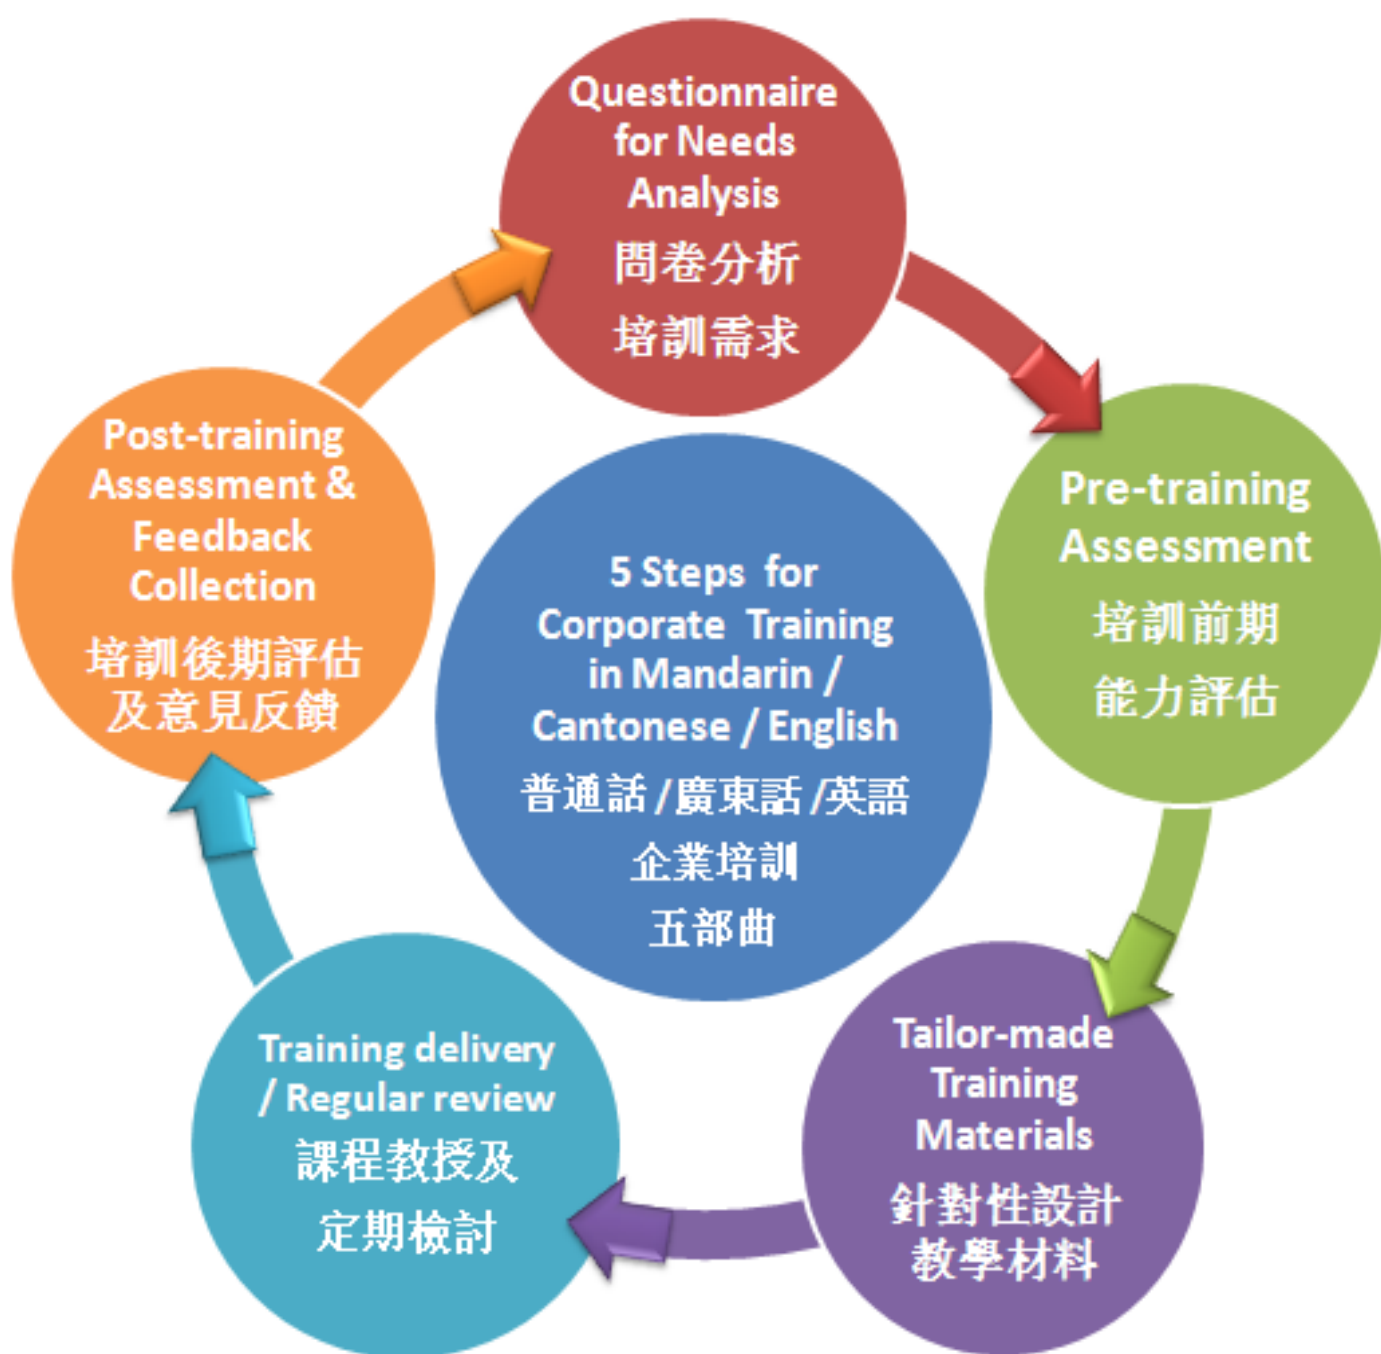 Questionnaire
for Needs
Analysis
問卷分析
培訓需求
Pre-training
Assessment
培訓前期
能力評估
Tailor-made
Training
Materials
針對性設計
教學材料
Training delivery
/ Regular review
課程教授及
定期檢討
Post-training
Assessment &
Feedback
Collection
培訓後期評估
及意見反饋
5 Steps for
Corporate Training
in Mandarin /
Cantonese / English
普通話/廣東話/英語
企業培訓
五部曲